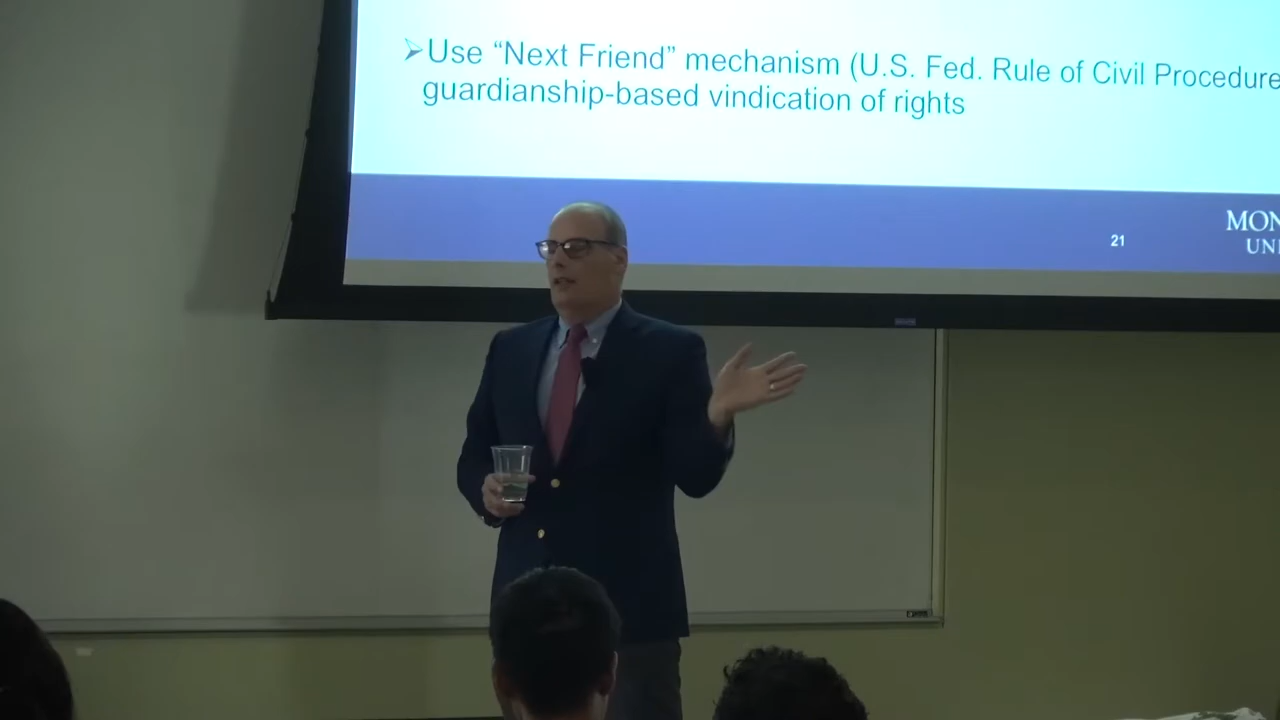 Use “Next Friend” mechanism (U.S. Fed. Rule of Civil Procedure
guardianship-based vindication of rights
21
MON
UNI